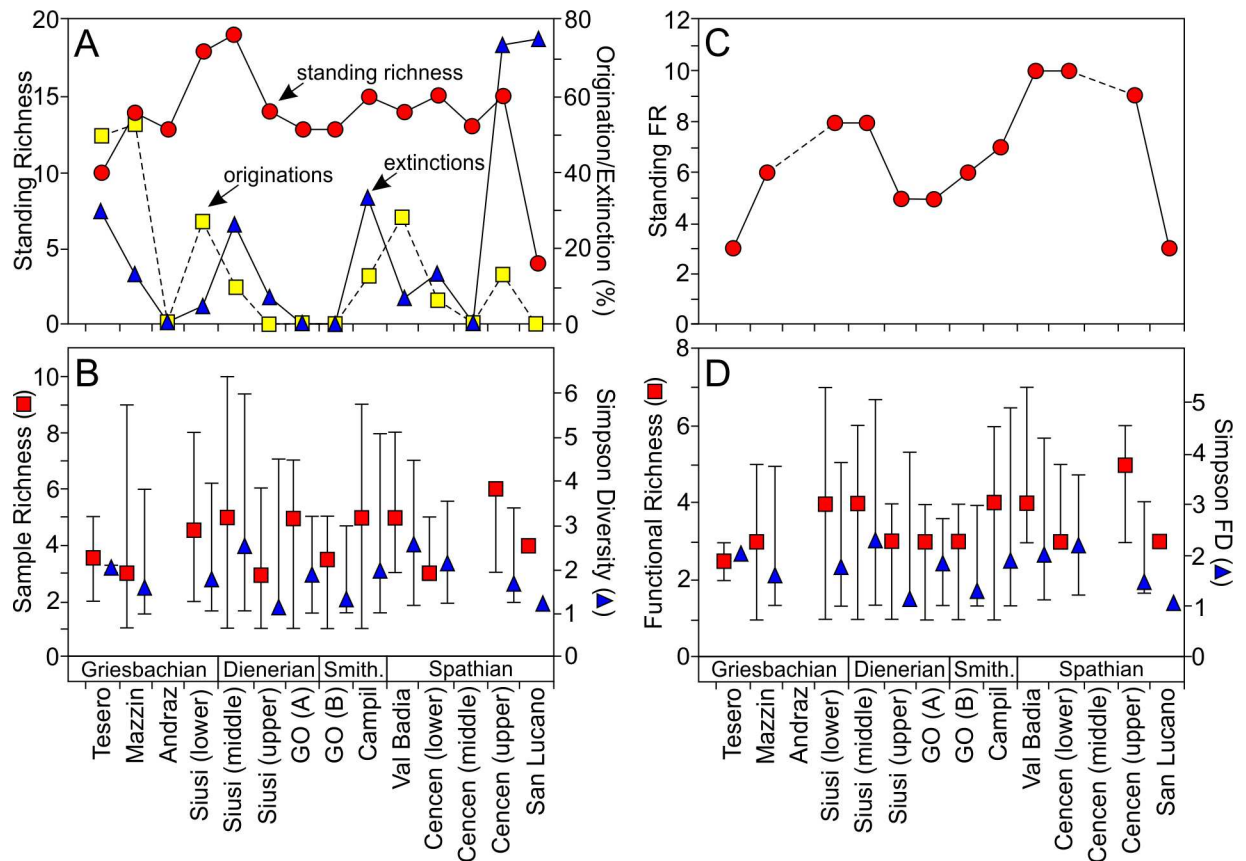 A
Standing Richness
20
15
10
5
0
Origination/Extinction (%)
80
60
40
20
0
standing richness
originations
extinctions
C
Standing FR
12
10
8
6
4
2
0
B
Sample Richness ( )
10
8
6
4
2
0
Simpson Diversity ( )
6
5
4
3
2
1
0
D
Functional Richness ( )
8
6
4
2
0
Simpson FD ( )
5
4
3
2
1
0
Griesbachian Dienerian Smith. Spathian
Tesero
Mazzin
Andraz
Siusi (lower)
Siusi (middle)
Siusi (upper)
GO (A)
GO (B)
Campil
Val Badia
Cencen (lower)
Cencen (middle)
Cencen (upper)
San Lucano
Griesbachian Dienerian Smith. Spathian
Tesero
Mazzin
Andraz
Siusi (lower)
Siusi (middle)
Siusi (upper)
GO (A)
GO (B)
Campil
Val Badia
Cencen (lower)
Cencen (middle)
Cencen (upper)
San Lucano